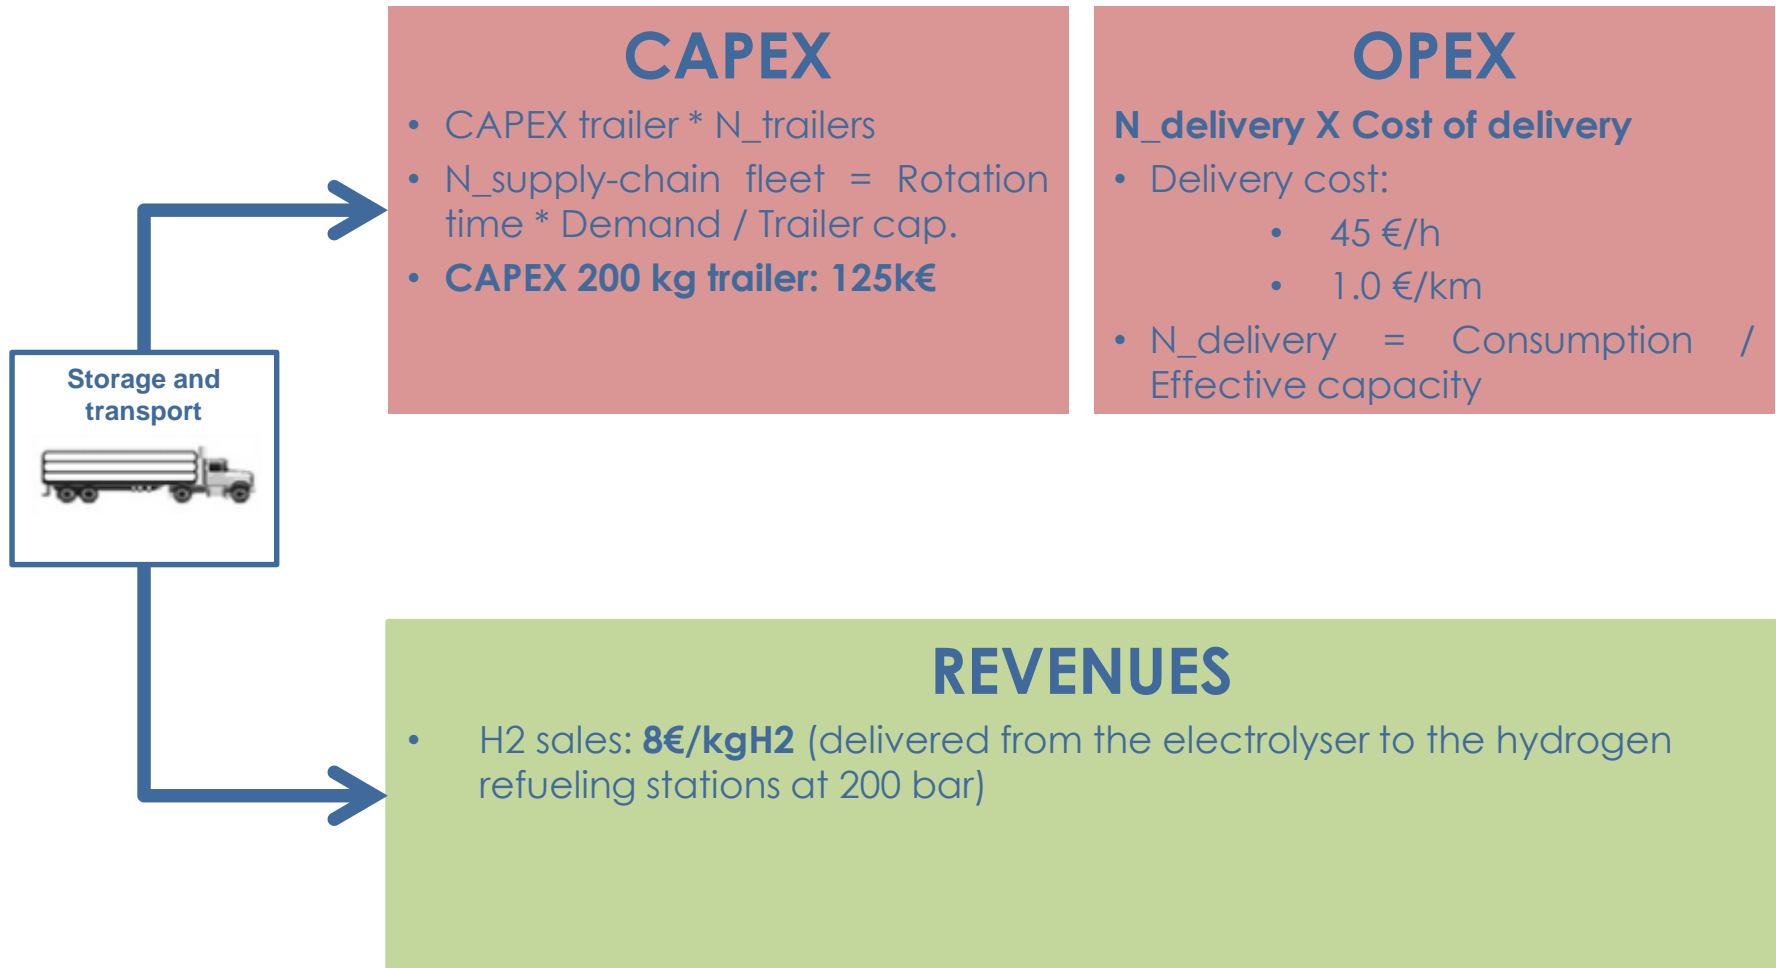 CAPEX
• CAPEX trailer * N_trailers
• N_supply-chain fleet = Rotation
time * Demand / Trailer cap.
• CAPEX 200 kg trailer: 125k€
OPEX
N_delivery X Cost of delivery
• Delivery cost:
• 45 €/h
• 1.0 €/km
• N_delivery = Consumption /
Effective capacity
Storage and
transport
REVENUES
• H2 sales: 8€/kgH2 (delivered from the electrolyser to the hydrogen
refueling stations at 200 bar)